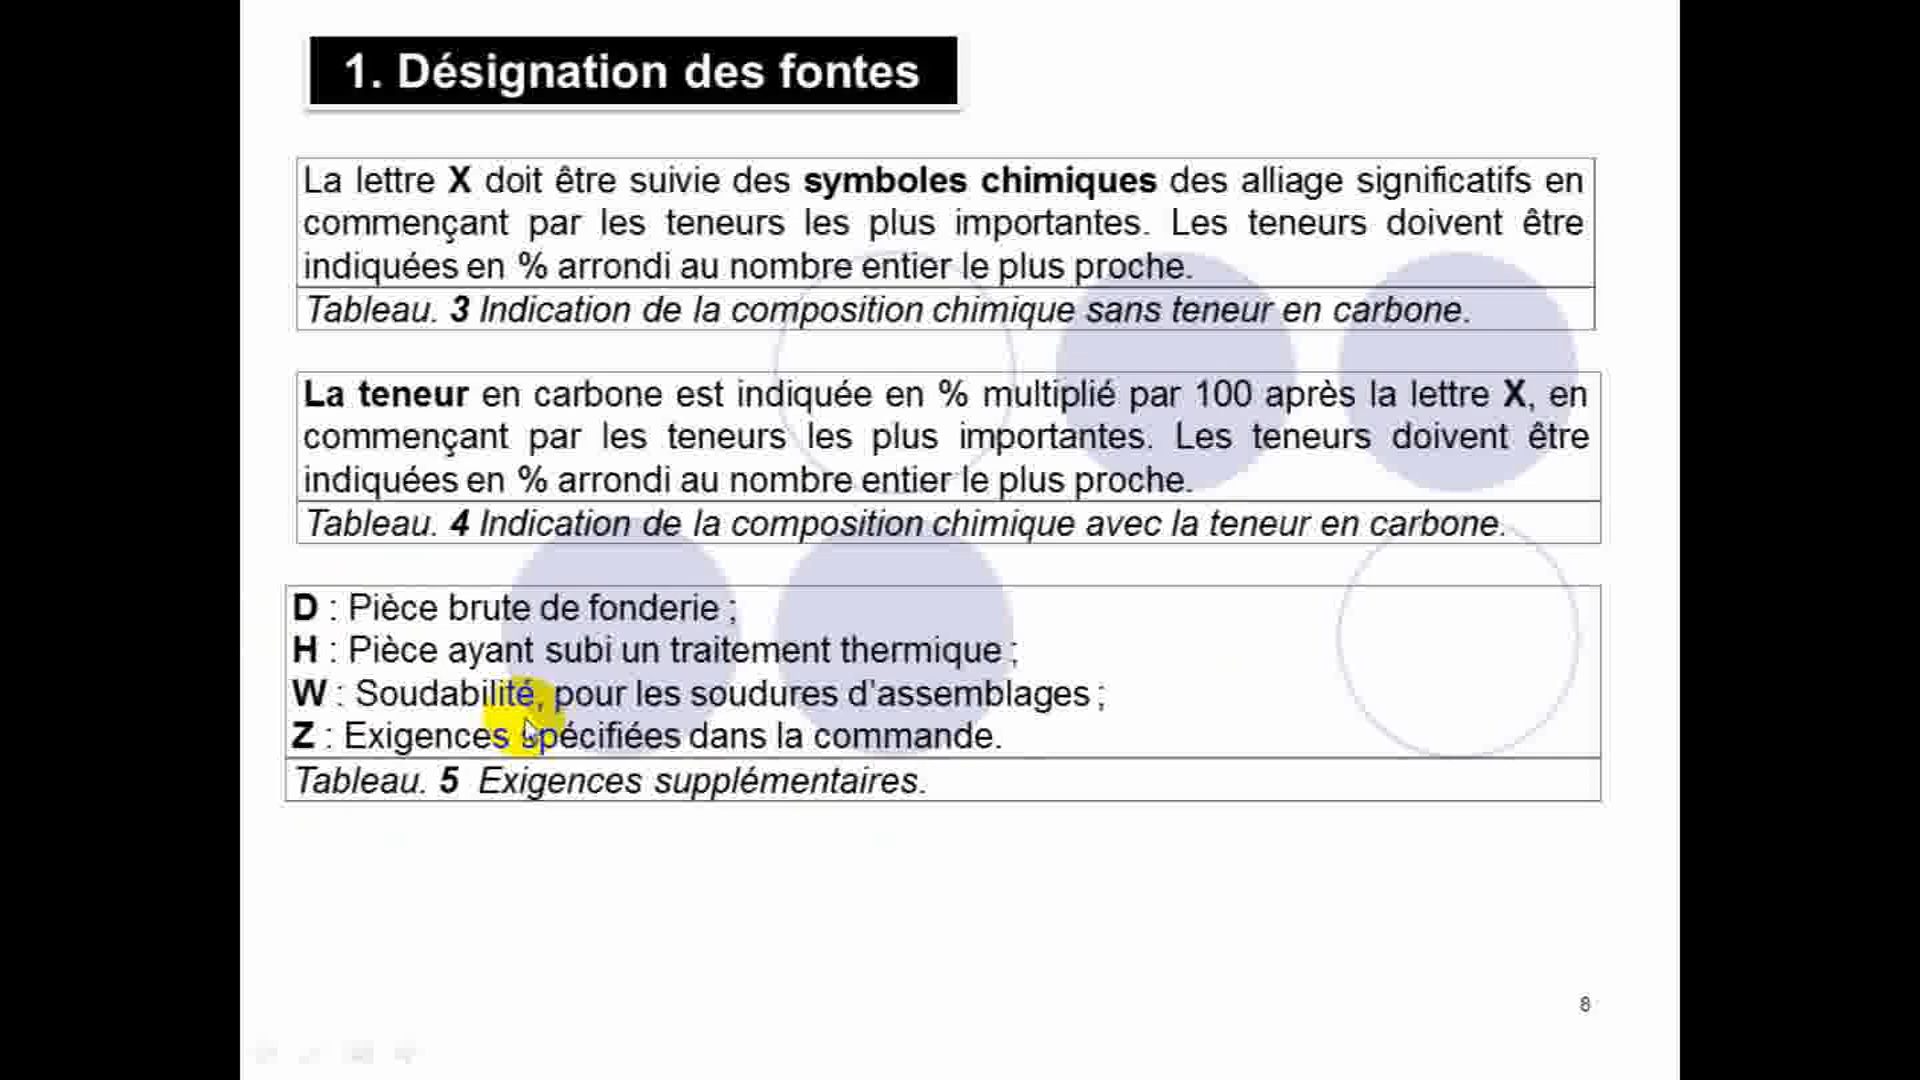 1. Désignation des fontes
La lettre X doit être suivie des symboles chimiques des alliage significatifs en
commençant par les teneurs les plus importantes. Les teneurs doivent être
indiquées en % arrondi au nombre entier le plus proche.
Tableau. 3 Indication de la composition chimique sans teneur en carbone.
La teneur en carbone est indiquée en % multiplié par 100 après la lettre X, en
commençant par les teneurs les plus importantes. Les teneurs doivent être
indiquées en % arrondi au nombre entier le plus proche.
Tableau. 4 Indication de la composition chimique avec la teneur en carbone.
D : Pièce brute de fonderie ;
H : Pièce ayant subi un traitement thermique ;
W : Soudabilité, pour les soudures d'assemblages ;
Z : Exigences spécifiées dans la commande.
Tableau. 5 Exigences supplémentaires.
8